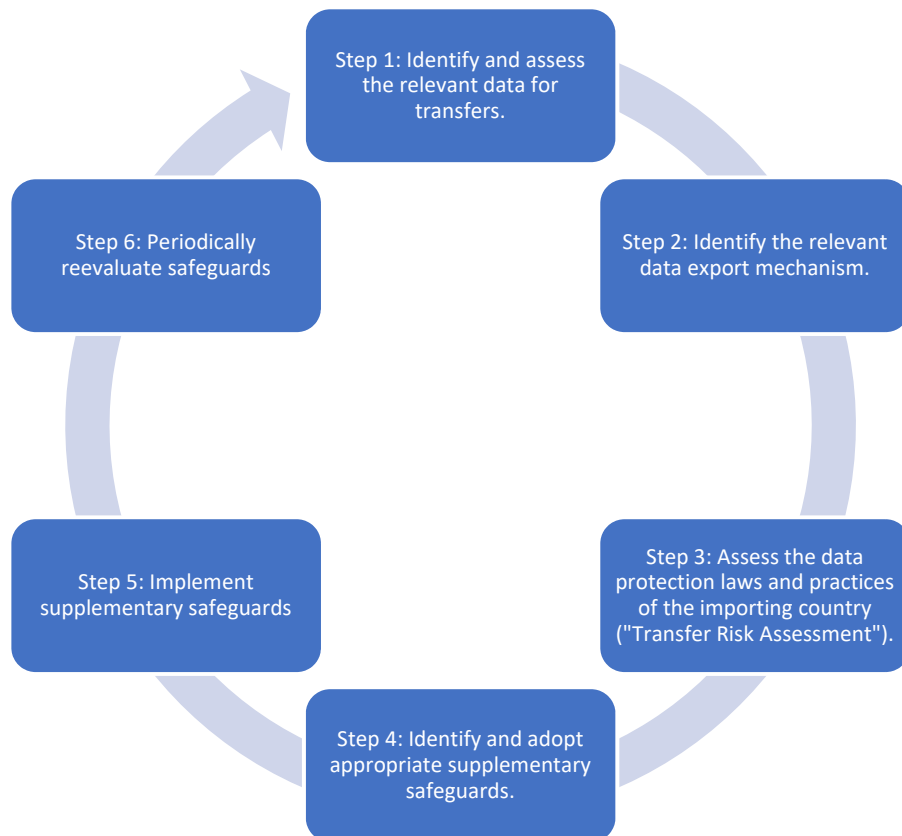 Step 1: Identify and assess
the relevant data for
transfers.
Step 2: Identify the relevant
data export mechanism.
Step 3: Assess the data
protection laws and practices
of the importing country
("Transfer Risk Assessment").
Step 4: Identify and adopt
appropriate supplementary
safeguards.
Step 5: Implement
supplementary safeguards
Step 6: Periodically
reevaluate safeguards